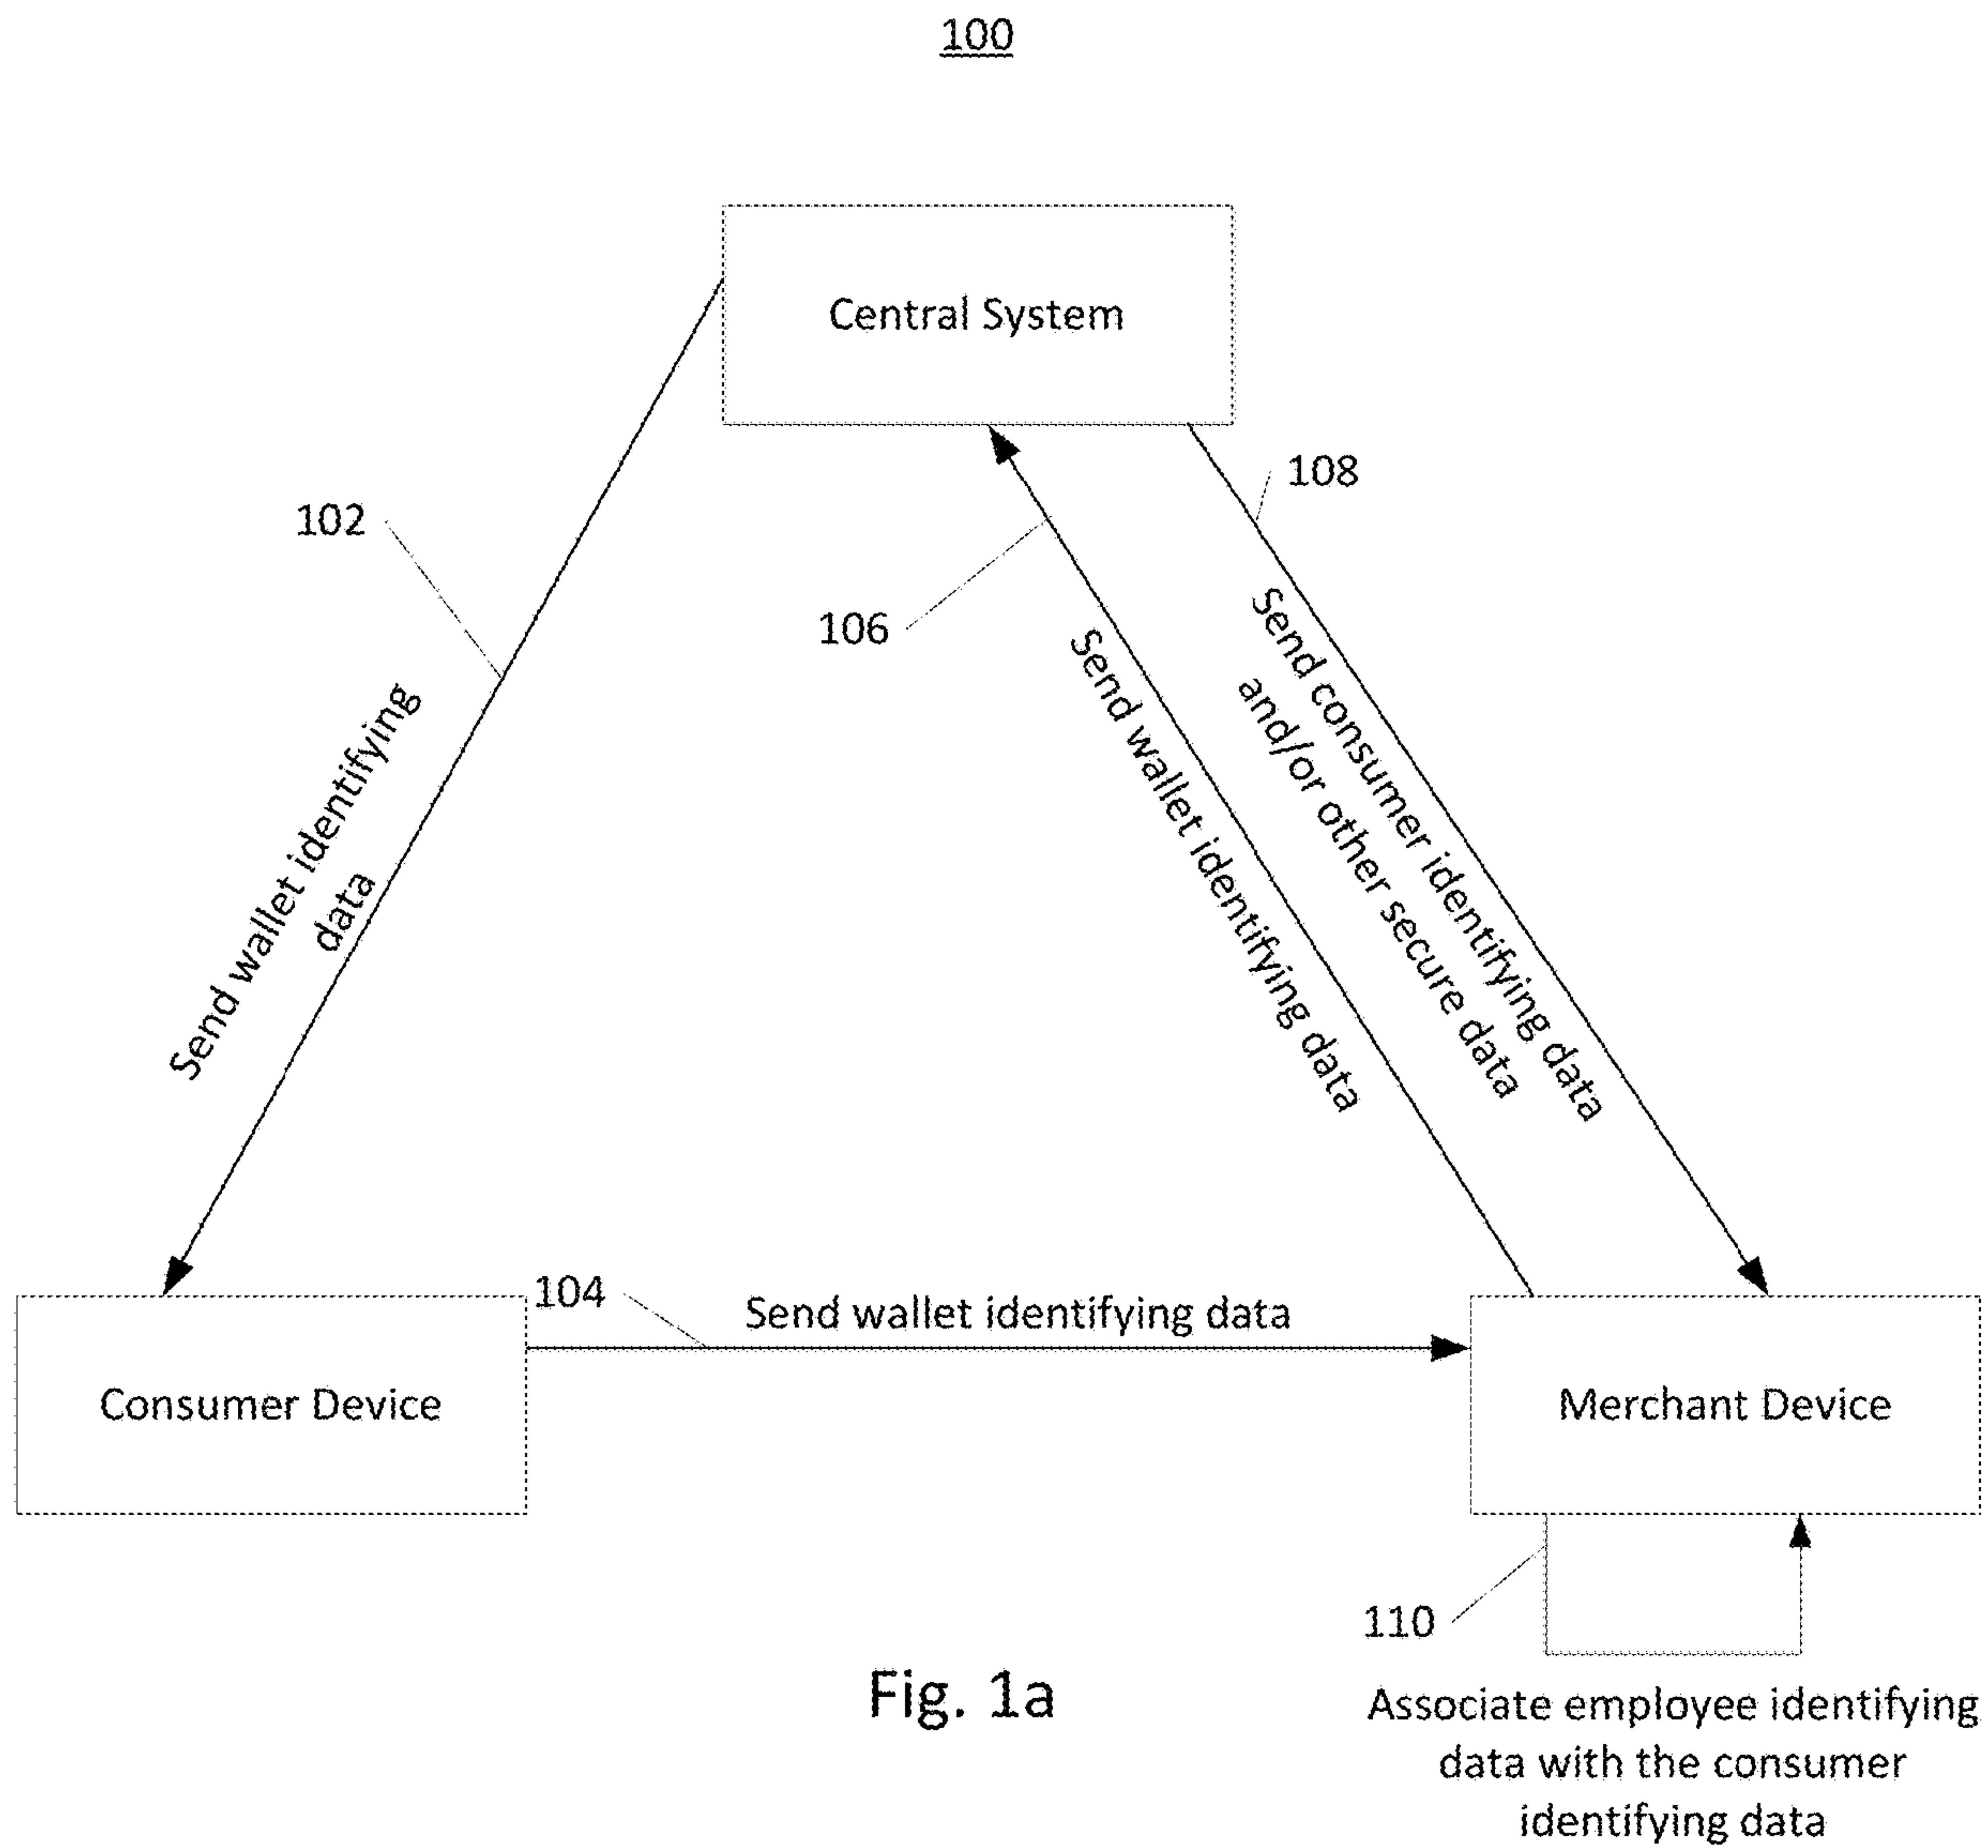 100
Central System
102
108
106
Send wallet identifying
data
Send wallet identifying data
Send consumer identifying data
and/or other secure data
104
Send wallet identifying data
Consumer Device
Merchant Device
110
Fig. 1a
Associate employee identifying
data with the consumer
identifying data